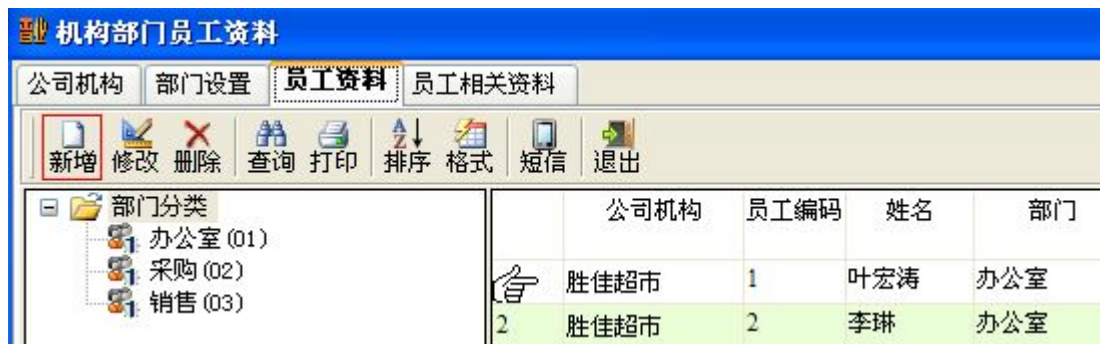 机构部门员工资料
公司机构 部门设置 员工资料 员工相关资料
新增 修改 删除 查询 打印 排序 格式 短信 退出
部门分类
办公室(01)
采购(02)
销售(03)
公司机构 员工编码 姓名 部门
胜佳超市 1 叶宏涛 办公室
2 胜佳超市 2 李琳 办公室